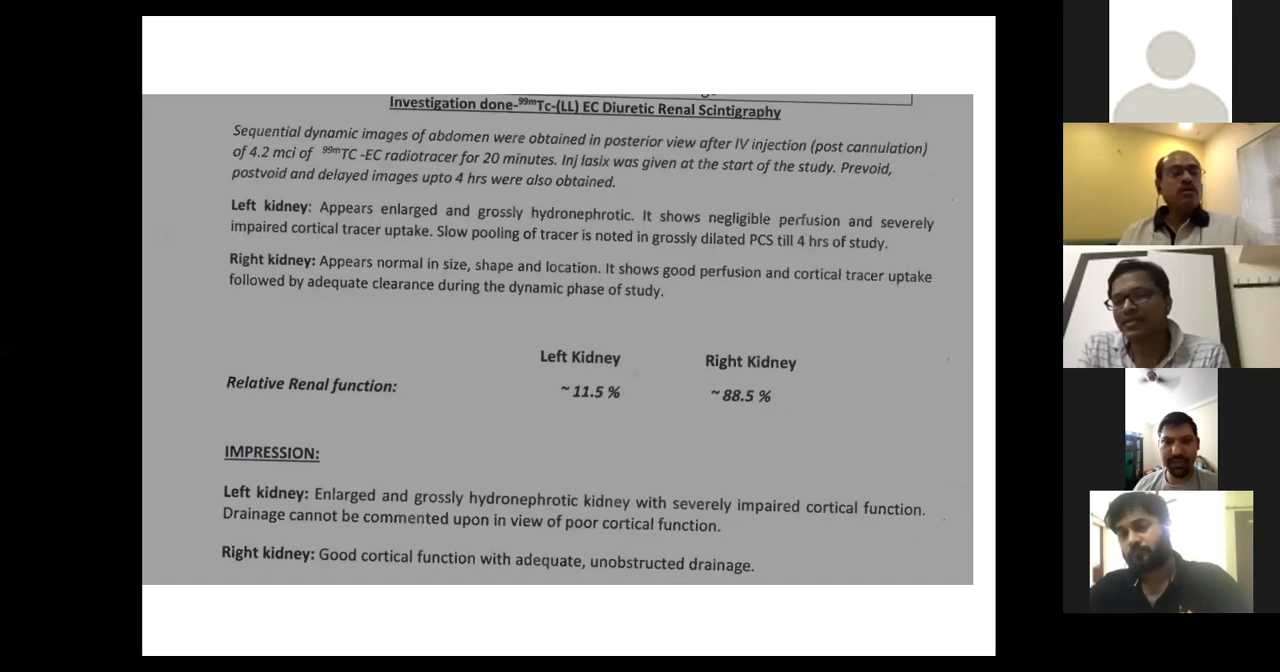 Investigation done-99mTc-(LL) EC Diuretic Renal Scintigraphy
Sequential dynamic images of abdomen were obtained in posterior view after IV injection (post cannulation)
of 4.2 mci of 99mTC -EC radiotracer for 20 minutes. Inj lasix was given at the start of the study. Prevoid,
postvoid and delayed images upto 4 hrs were also obtained.
Left kidney: Appears enlarged and grossly hydronephrotic. It shows negligible perfusion and severely
impaired cortical tracer uptake. Slow pooling of tracer is noted in grossly dilated PCS till 4 hrs of study.
Right kidney: Appears normal in size, shape and location. It shows good perfusion and cortical tracer uptake
followed by adequate clearance during the dynamic phase of study.
Left Kidney Right Kidney
Relative Renal function: ~ 11.5 % ~ 88.5 %
IMPRESSION:
Left kidney: Enlarged and grossly hydronephrotic kidney with severely impaired cortical function.
Drainage cannot be commented upon in view of poor cortical function.
Right kidney: Good cortical function with adequate, unobstructed drainage.